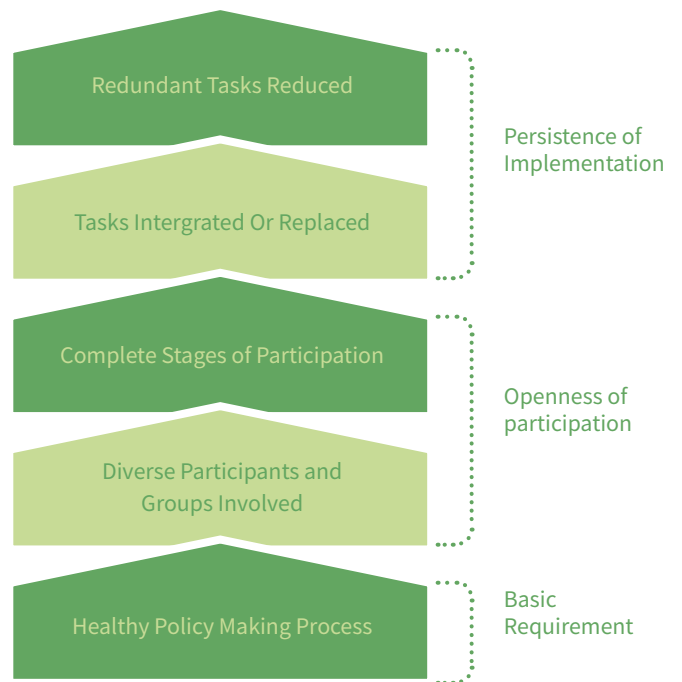 Redundant Tasks Reduced
Persistence of
Implementation
Tasks Intergrated Or Replaced
Complete Stages of Participation
Openness of
participation
Diverse Participants and
Groups Involved
Basic
Requirement
Healthy Policy Making Process